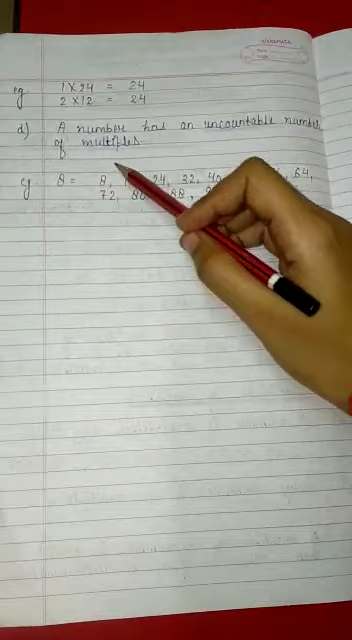 eg 1 × 24 = 24
2 × 12 = 24
d) A number has an uncountable number
of multiples.
eg 8 = 8, 24, 32, 40 64,
72, 88,